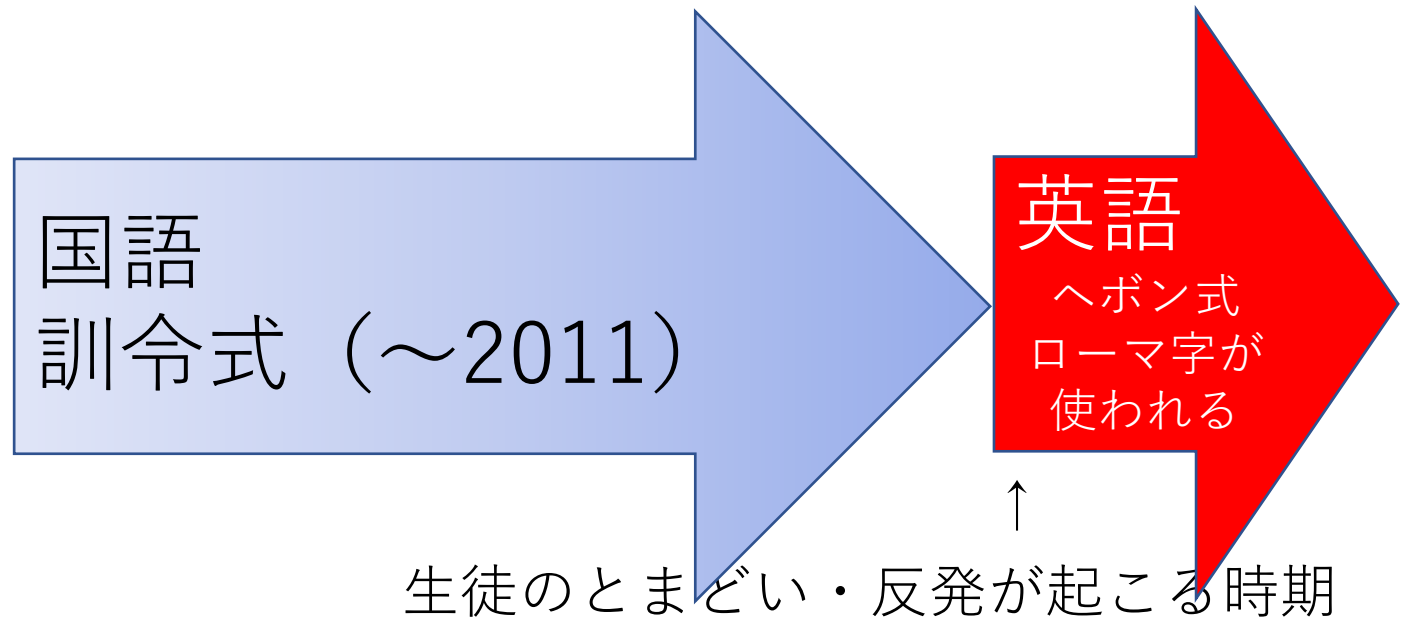 国語
訓令式（～2011）
英語
ヘボン式
ローマ字が
使われる
↑
生徒のとまどい・反発が起こる時期